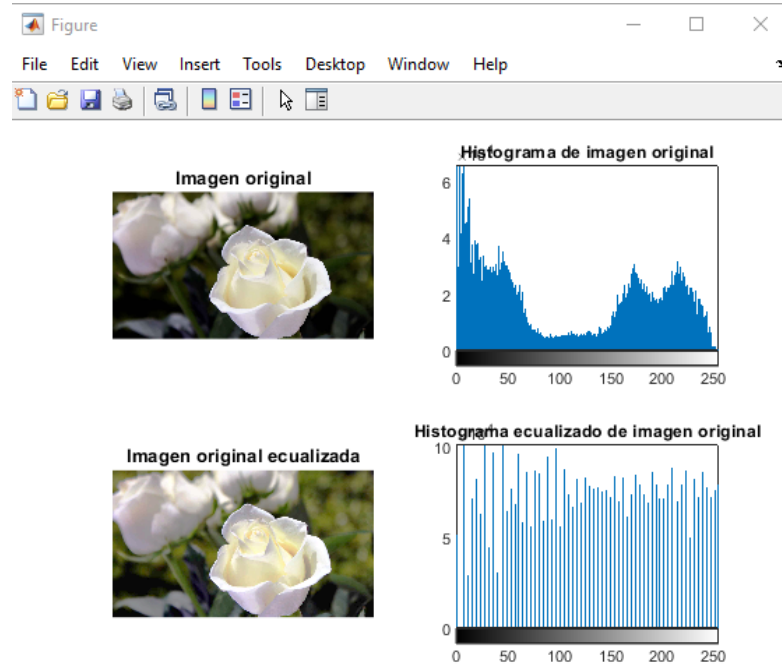 Figure
File Edit View Insert Tools Desktop Window Help
Imagen original
Histograma de imagen original
6
4
2
0
0 50 100 150 200 250
Imagen original ecualizada
Histograma ecualizado de imagen original
10
5
0
0 50 100 150 200 250